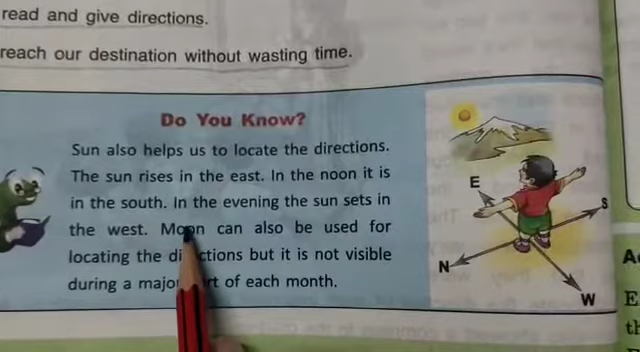 read and give directions.
reach our destination without wasting time.
Do You Know?
Sun also helps us to locate the directions.
The sun rises in the east. In the noon it is
in the south. In the evening the sun sets in
the west. Moon can also be used for
locating the directions but it is not visible
during a major part of each month.
E
S
N
W